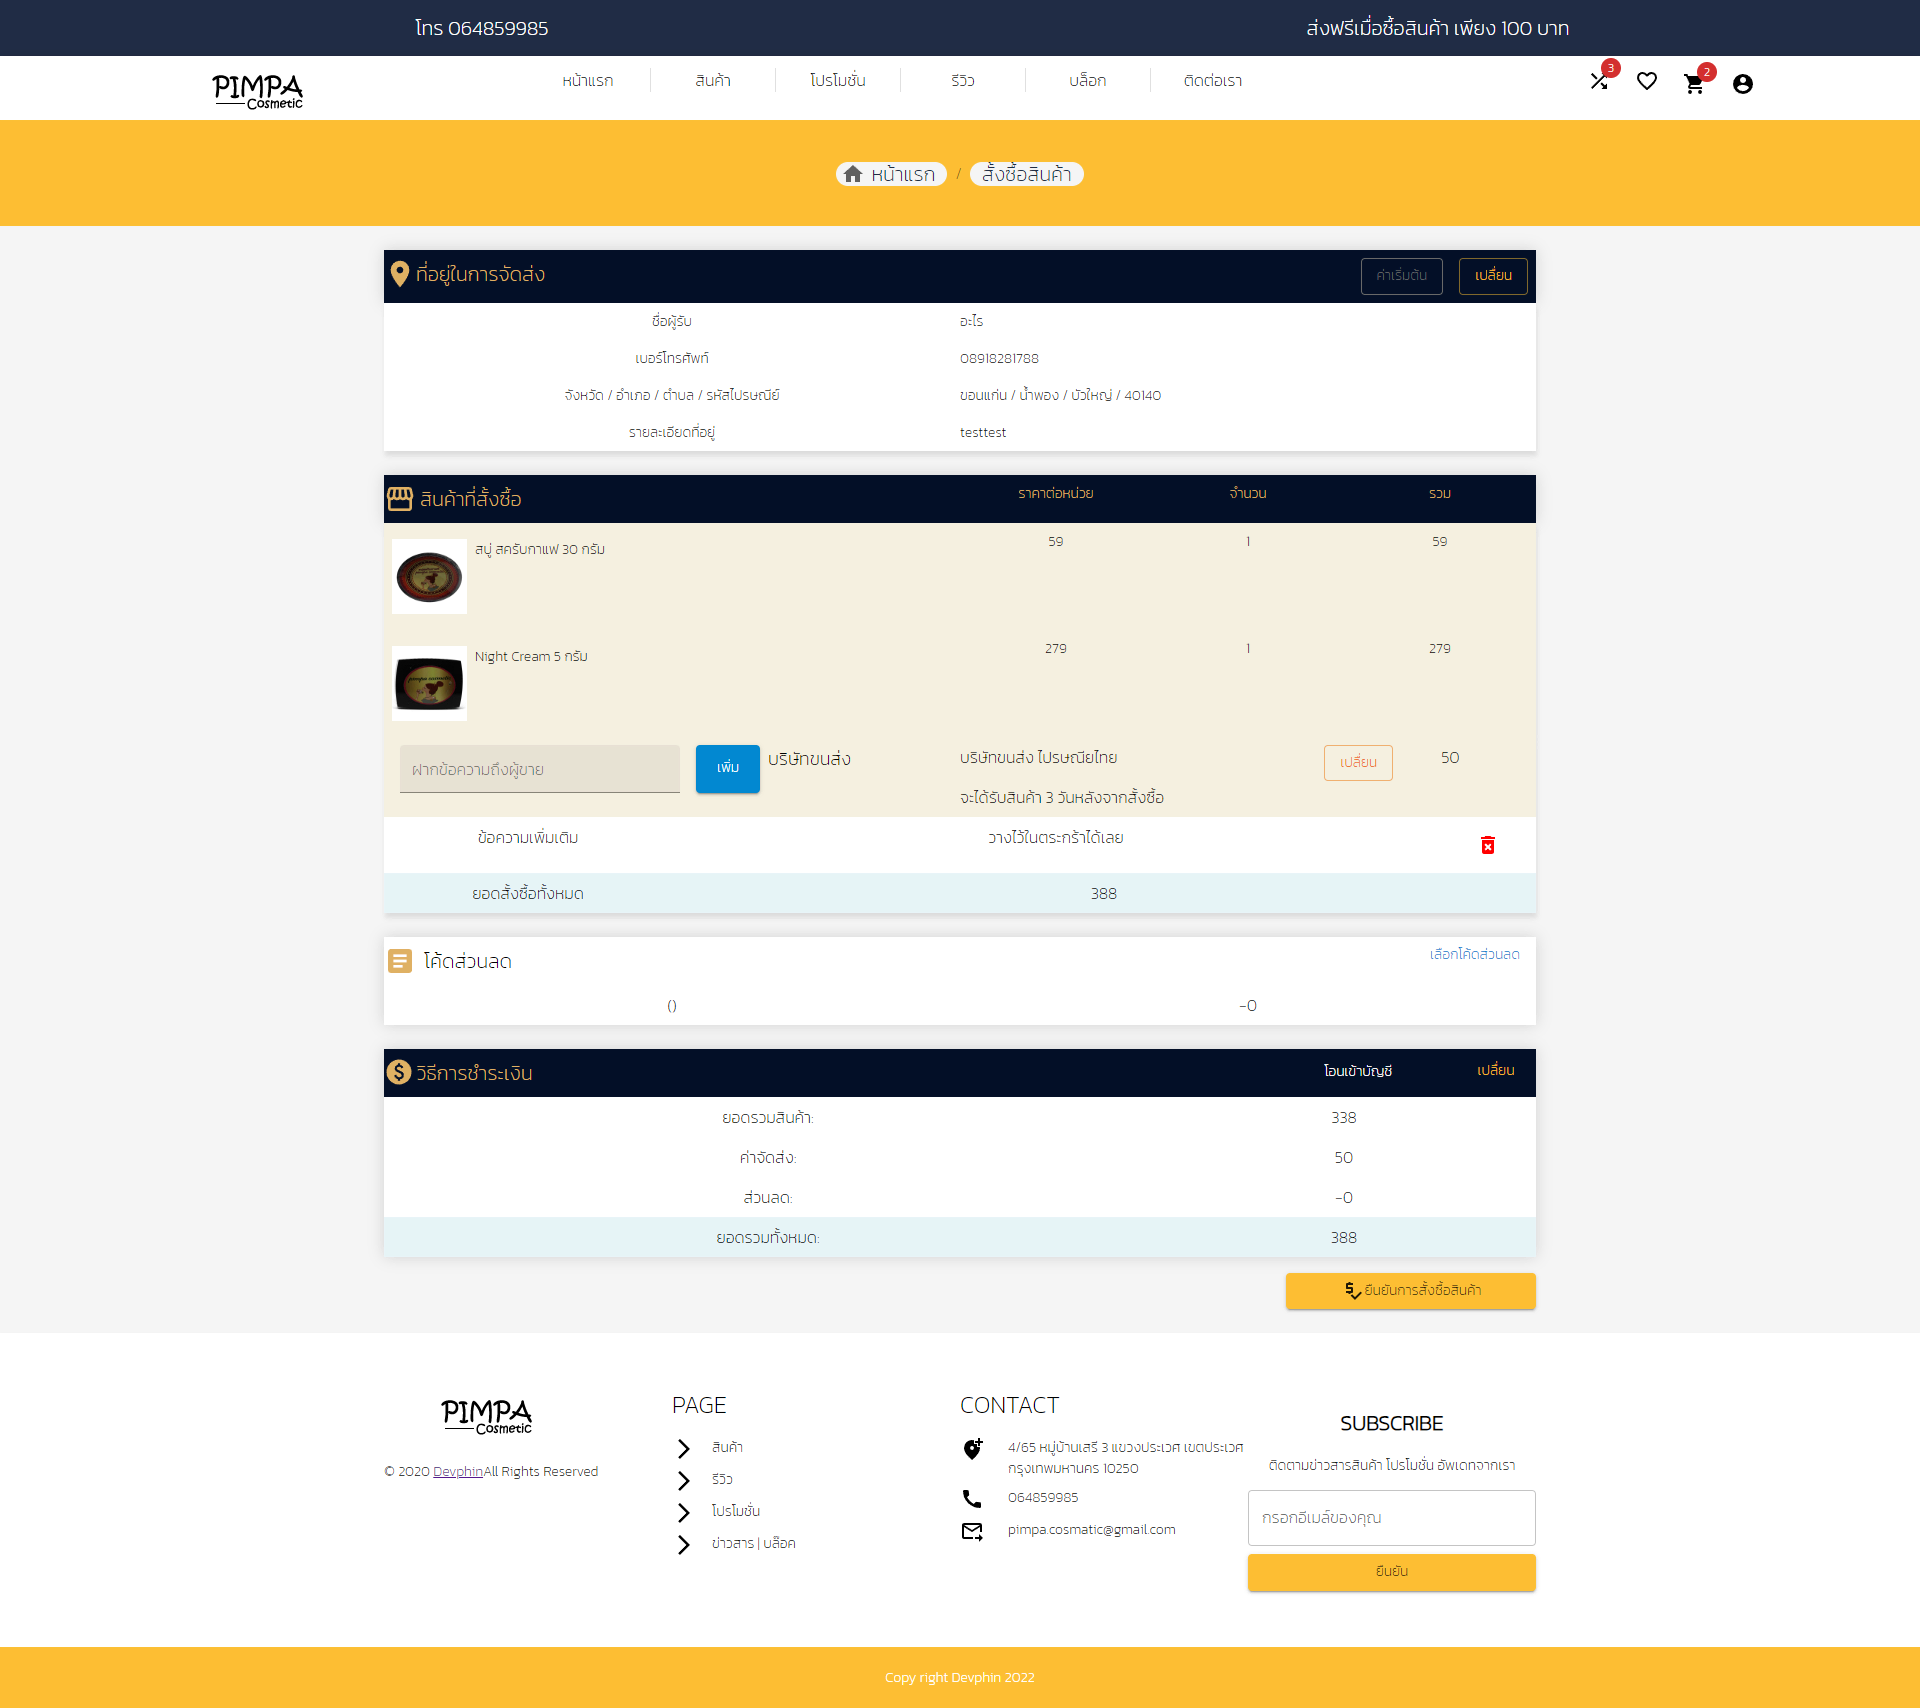 โทร 064859985
ส่งฟรีเมื่อซื้อสินค้า เพียง 100 บาท
PIMPA
Cosmetic
หน้าแรก
สินค้า
โปรโมชั่น
รีวิว
บล็อก
ติดต่อเรา
3
2
หน้าแรก / สั้งซื้อสินค้า
ที่อยู่ในการจัดส่ง
ค่าเริ่มต้น
เปลี่ยน
ชื่อผู้รับ
อะไร
เบอร์โทรศัพท์
08918281788
จังหวัด / อำเภอ / ตำบล / รหัสไปรษณีย์
ขอนแก่น / น้ำพอง / บัวใหญ่ / 40140
รายละเอียดที่อยู่
testtest
สินค้าที่สั้งซื้อ
ราคาต่อหน่วย
จำนวน
รวม
สบู่ สครับกาแฟ 30 กรัม
59
1
59
pimpa cosmetic
Night Cream 5 กรัม
279
1
279
ฝากข้อความถึงผู้ขาย
เพิ่ม
บริษัทขนส่ง
บริษัทขนส่ง ไปรษณียไทย
จะได้รับสินค้า 3 วันหลังจากสั้งซื้อ
เปลี่ยน
50
ข้อความเพิ่มเติม
วางไว้ในตระกร้าได้เลย
ยอดสั้งซื้อทั้งหมด
388
โค้ดส่วนลด
เลือกโค้ดส่วนลด
()
-0
วิธีการชำระเงิน
โอนเข้าบัญชี
เปลี่ยน
ยอดรวมสินค้า:
338
ค่าจัดส่ง:
50
ส่วนลด:
-0
ยอดรวมทั้งหมด:
388
ยืนยันการสั้งซื้อสินค้า
PIMPA
Cosmetic
© 2020 DevphinAll Rights Reserved
PAGE
สินค้า
รีวิว
โปรโมชั่น
ข่าวสาร | บล๊อค
CONTACT
4/65 หมู่บ้านเสรี 3 แขวงประเวศ เขตประเวศ
กรุงเทพมหานคร 10250
064859985
pimpa.cosmatic@gmail.com
SUBSCRIBE
ติดตามข่าวสารสินค้า โปรโมชั่น อัพเดทจากเรา
กรอกอีเมล์ของคุณ
ยืนยัน
Copy right Devphin 2022